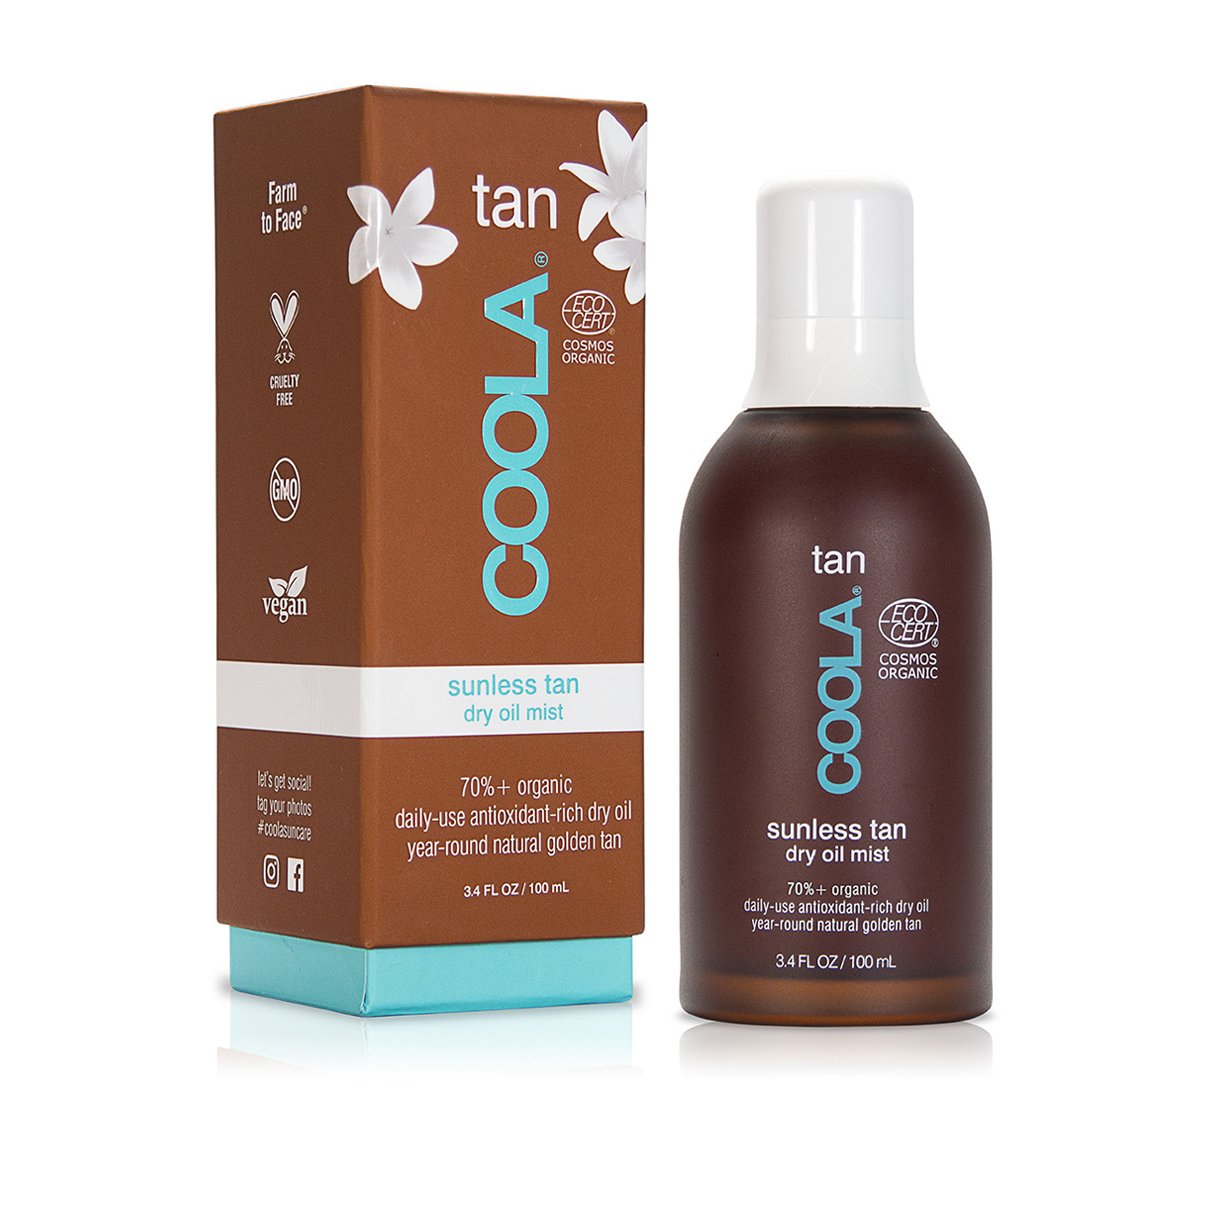 Farm
to Face®
CRUELTY
FREE
GMO
vegan
let's get social!
tag your photos
#coolasuncare
tan
COOLA®
ECO
CERT®
COSMOS
ORGANIC
sunless tan
dry oil mist
70%+ organic
daily-use antioxidant-rich dry oil
year-round natural golden tan
3.4 FL OZ / 100 mL
tan
COOLA®
ECO
CERT®
COSMOS
ORGANIC
sunless tan
dry oil mist
70%+ organic
daily-use antioxidant-rich dry oil
year-round natural golden tan
3.4 FL OZ / 100 mL